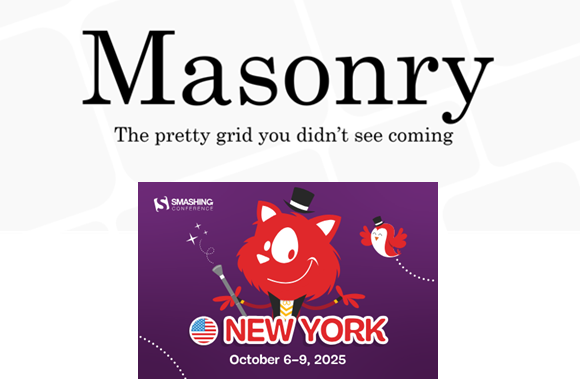 Masonry
The pretty grid you didn’t see coming
SMASHING
CONFERENCE
NEW YORK
October 6–9, 2025